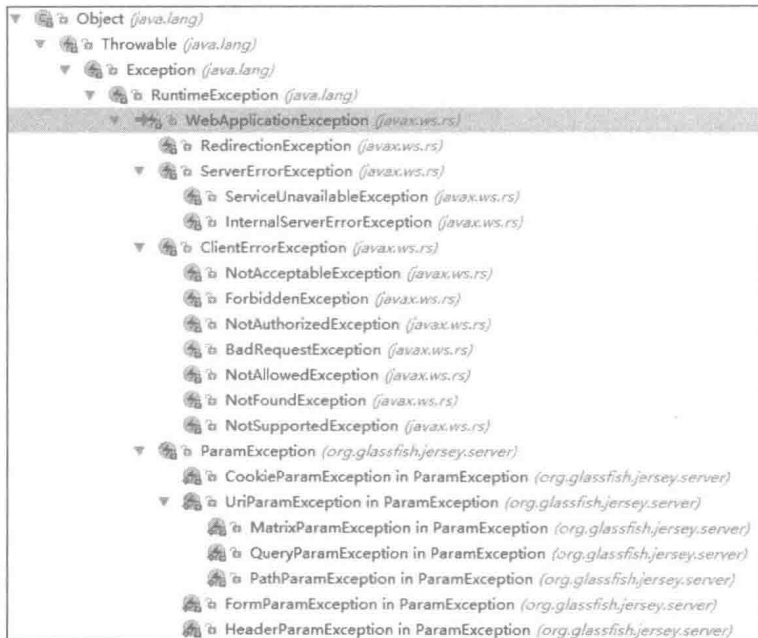 Object (java.lang)
Throwable (java.lang)
Exception (java.lang)
RuntimeException (java.lang)
WebApplicationException (javax.ws.rs)
RedirectionException (javax.ws.rs)
ServerErrorException (javax.ws.rs)
ServiceUnavailableException (javax.ws.rs)
InternalServerErrorException (javax.ws.rs)
ClientErrorException (javax.ws.rs)
NotAcceptableException (javax.ws.rs)
ForbiddenException (javax.ws.rs)
NotAuthorizedException (javax.ws.rs)
BadRequestException (javax.ws.rs)
NotAllowedException (javax.ws.rs)
NotFoundException (javax.ws.rs)
NotSupportedException (javax.ws.rs)
ParamException (org.glassfish.jersey.server)
CookieParamException in ParamException (org.glassfish.jersey.server)
UriParamException in ParamException (org.glassfish.jersey.server)
MatrixParamException in ParamException (org.glassfish.jersey.server)
QueryParamException in ParamException (org.glassfish.jersey.server)
PathParamException in ParamException (org.glassfish.jersey.server)
FormParamException in ParamException (org.glassfish.jersey.server)
HeaderParamException in ParamException (org.glassfish.jersey.server)